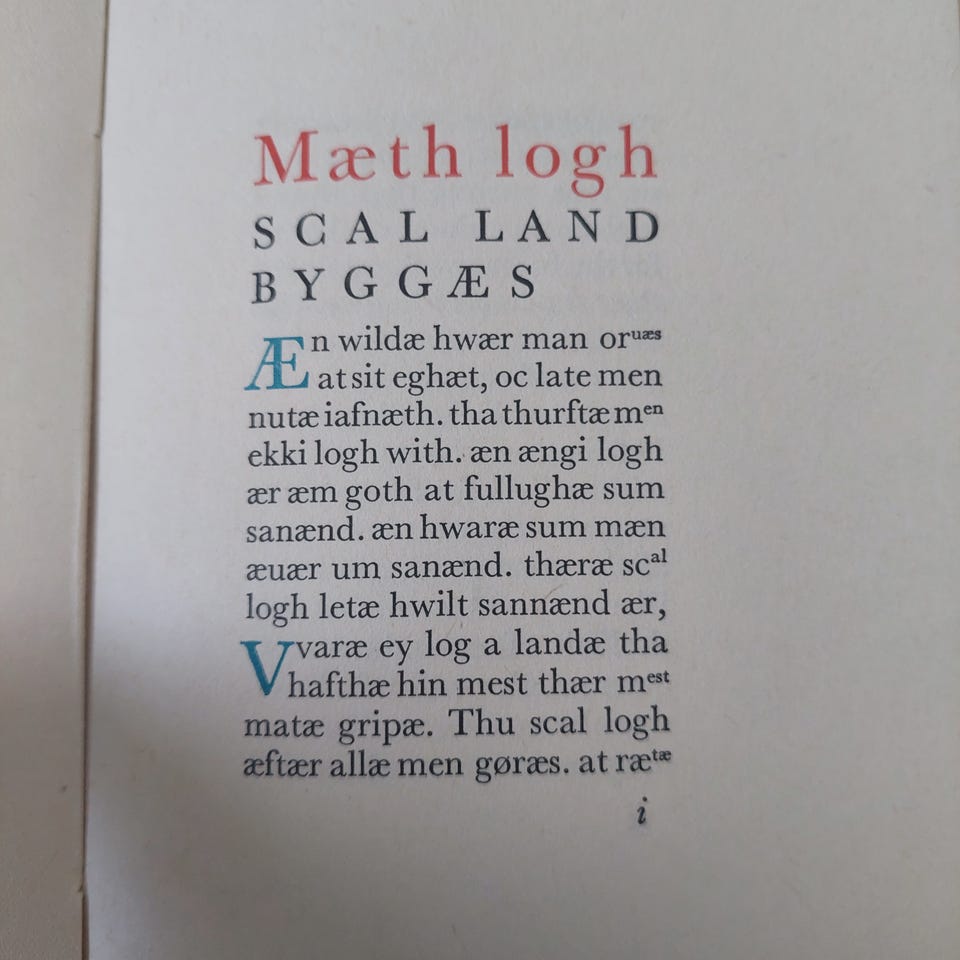 Mæth logh
SCAL LAND
BYGGÆS
Æn wildæ hwær man oruæs
at sit eghæt, oc late men
nutæ iafnæth. tha thurftæ men
ekki logh with. æn ængi logh
ær æm goth at fullughæ sum
sanænd. æn hwaræ sum mæn
æuær um sanænd. thæræ scal
logh letæ hwilt sannænd ær,
Vvaræ ey log a landæ tha
hafthæ hin mest thær mest
matæ gripæ. Thu scal logh
æftær allæ men gøræs. at rætæ
i